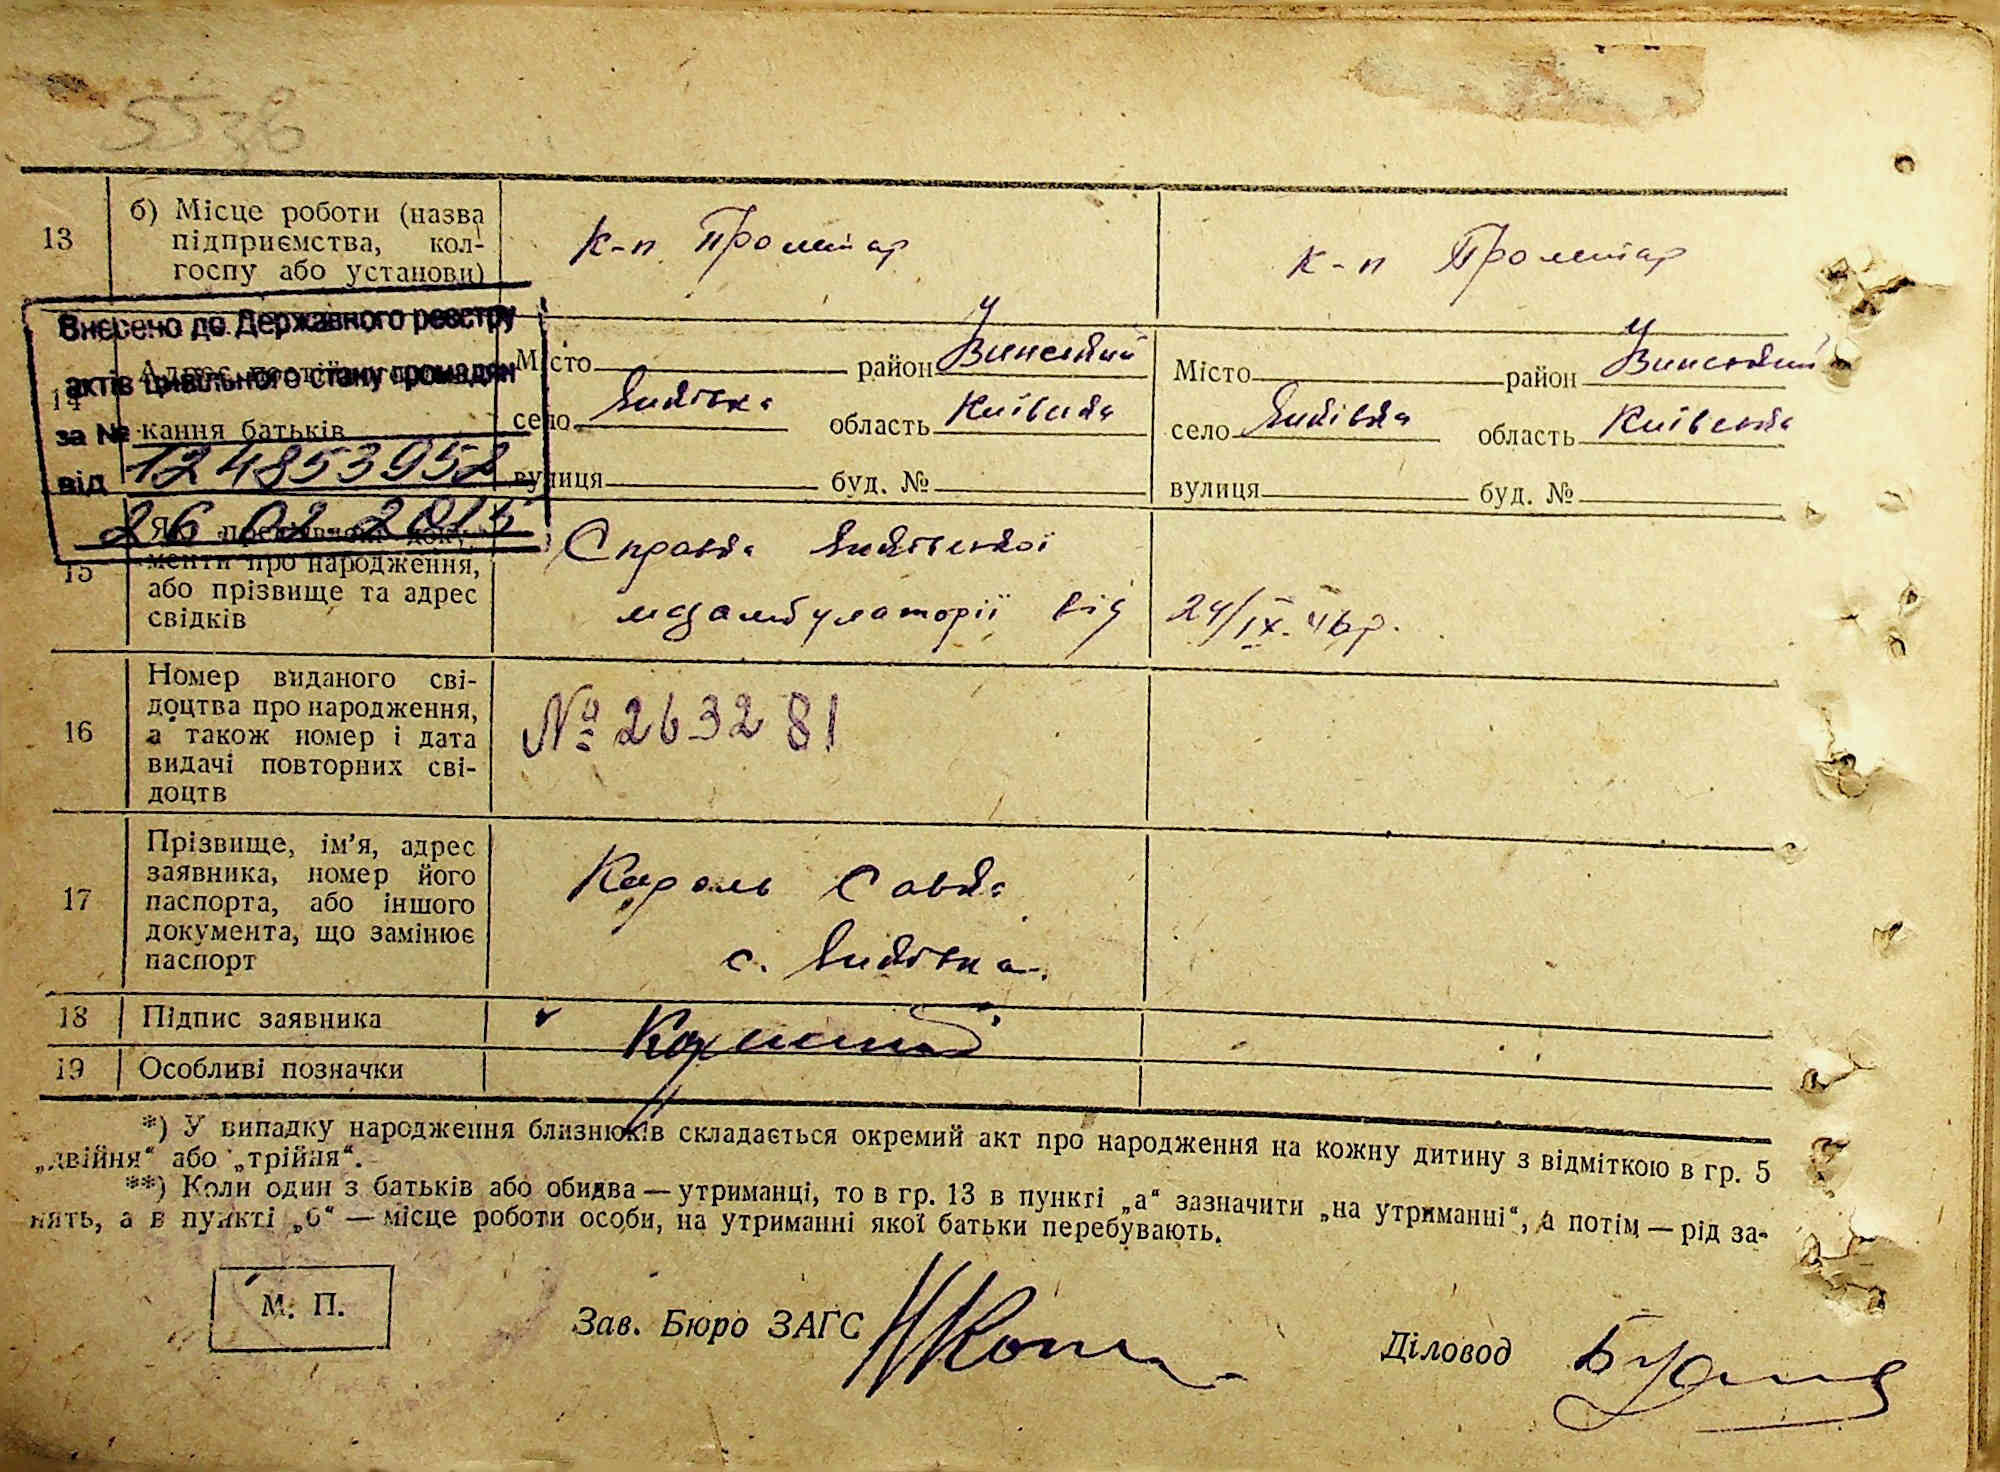 13
б) Місце роботи (назва
підприємства, кол-
госпу або установи)
к-п Пролетар
к-п Пролетар
Внесено до Державного реєстру
актів цивільного стану громадян
за №
124853952
від
26 02 2015
14
кання батьків
Місто район
село область Київська
вулиця буд. №
Місто район
село область Київська
вулиця буд. №
15
менти про народження,
або прізвище та адрес
свідків
Справка
медамбулаторії від 24/IX-46р.
16
Номер виданого сві-
доцтва про народження,
а також номер і дата
видачі повторних сві-
доцтв
№ 263281
17
Прізвище, ім’я, адрес
заявника, номер його
паспорта, або іншого
документа, що замінює
паспорт
Король Савка
с.
18
Підпис заявника
19
Особливі позначки
*) У випадку народження близнюків складається окремий акт про народження на кожну дитину з відміткою в гр. 5
„двійня“ або „трійня“.
**) Коли один з батьків або обидва — утриманці, то в гр. 13 в пункті „а“ зазначити „на утриманні“, а потім — рід за-
нять, а в пункті „б“ — місце роботи особи, на утриманні якої батьки перебувають.
М. П.
Зав. Бюро ЗАГС
Діловод